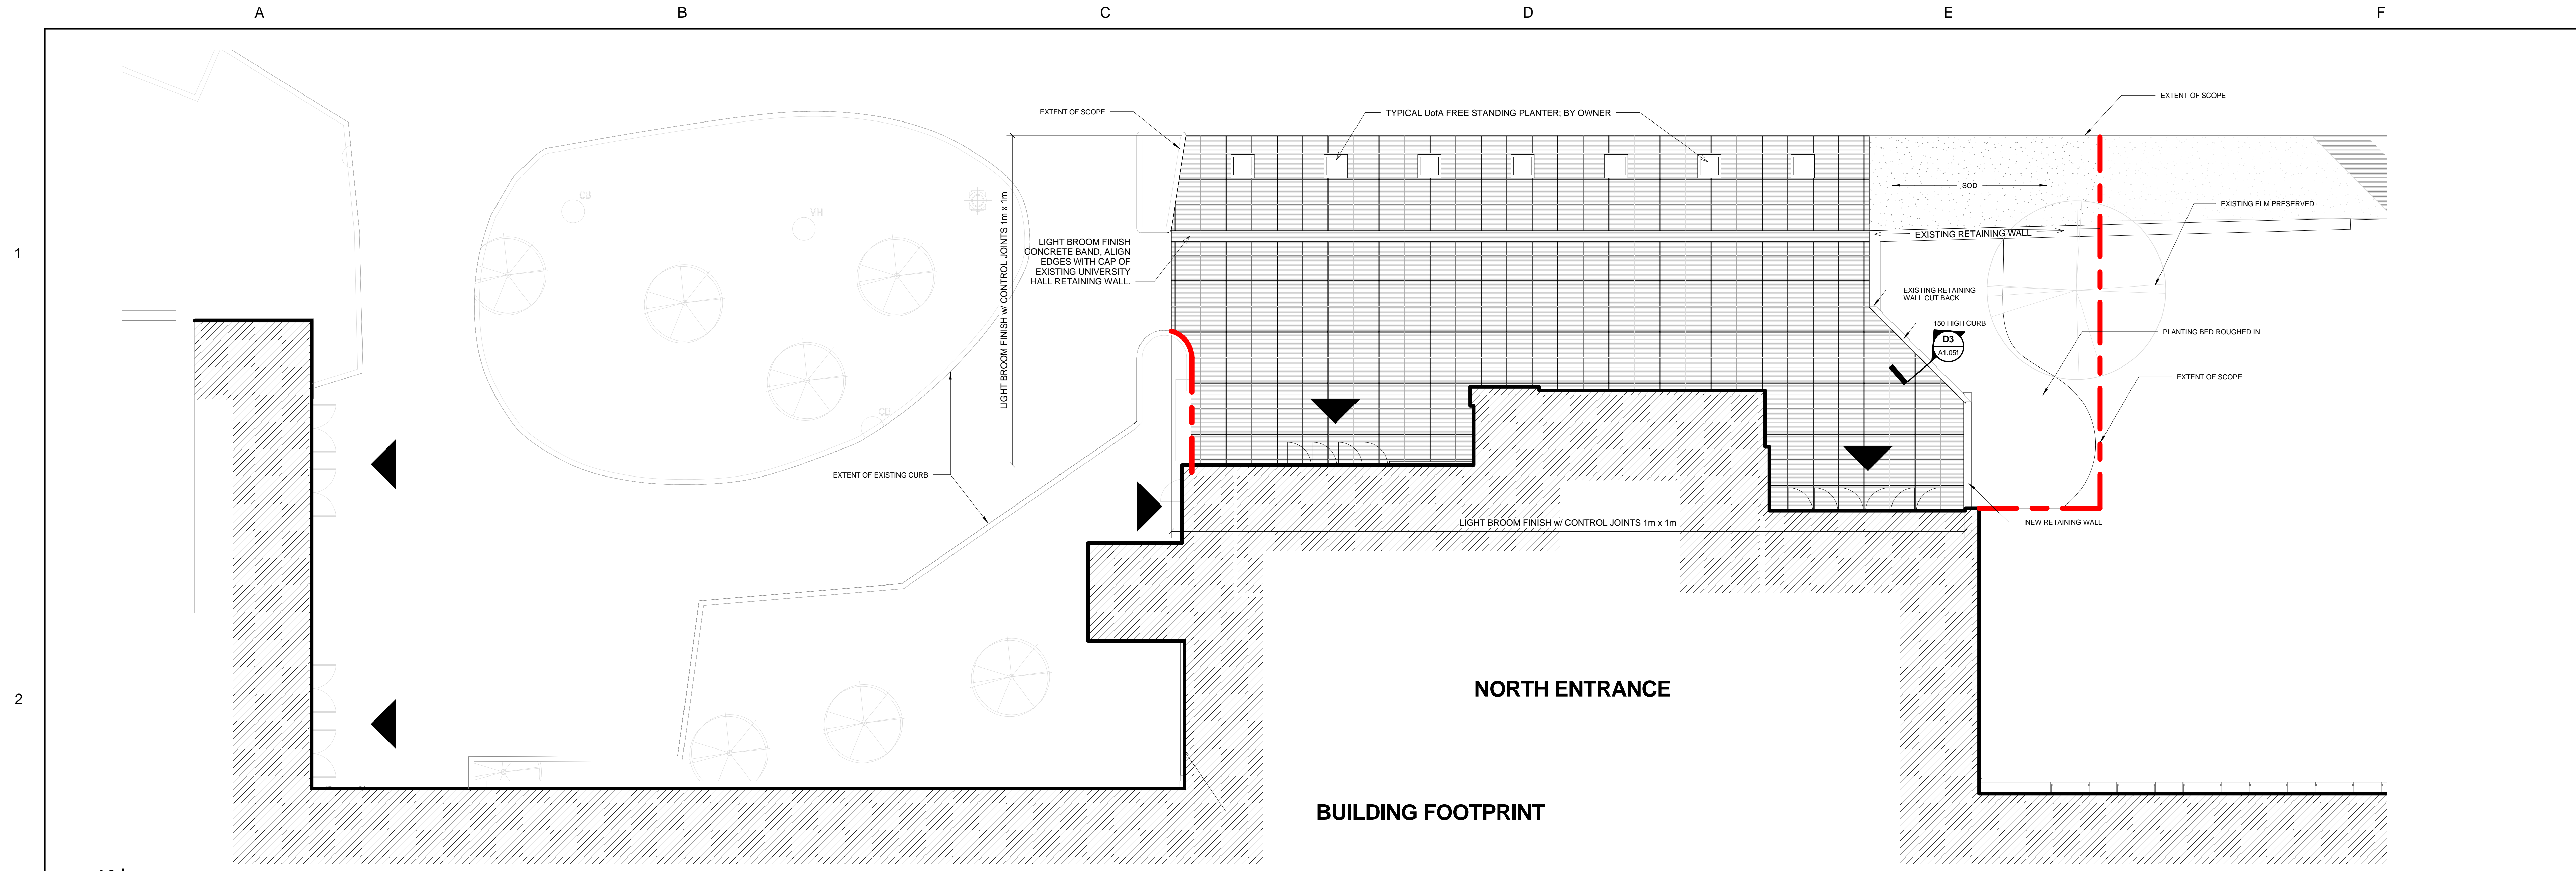 A
B
C
D
E
F
1
2
EXTENT OF SCOPE
TYPICAL UofA FREE STANDING PLANTER; BY OWNER
EXTENT OF SCOPE
CB
MH
CB
LIGHT BROOM FINISH w/ CONTROL JOINTS 1m x 1m
LIGHT BROOM FINISH
CONCRETE BAND, ALIGN
EDGES WITH CAP OF
EXISTING UNIVERSITY
HALL RETAINING WALL.
SOD
EXISTING ELM PRESERVED
EXISTING RETAINING WALL
EXISTING RETAINING
WALL CUT BACK
150 HIGH CURB
D3
A1.05f
PLANTING BED ROUGHED IN
EXTENT OF SCOPE
EXTENT OF EXISTING CURB
LIGHT BROOM FINISH w/ CONTROL JOINTS 1m x 1m
NEW RETAINING WALL
NORTH ENTRANCE
BUILDING FOOTPRINT